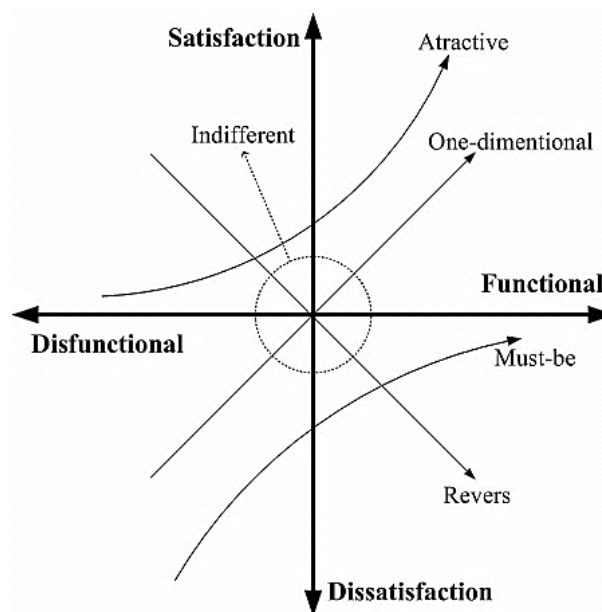 Satisfaction
Atractive
Indifferent
One-dimentional
Functional
Disfunctional
Must-be
Revers
Dissatisfaction